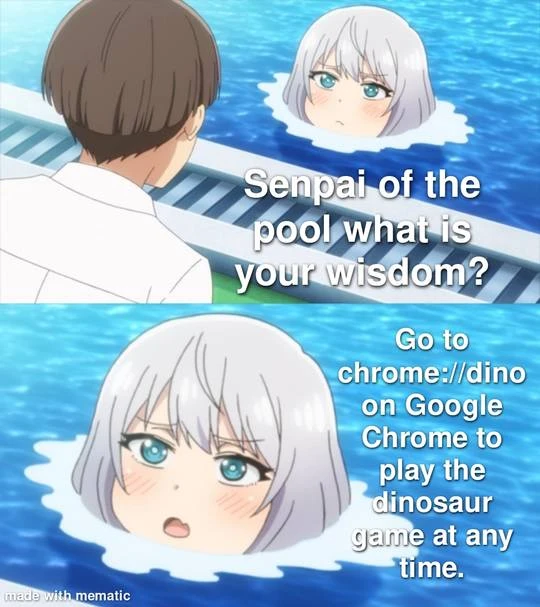 Senpai of the
pool what is
your wisdom?
Go to
chrome://dino
on Google
Chrome to
play the
dinosaur
game at any
time.
made with mematic